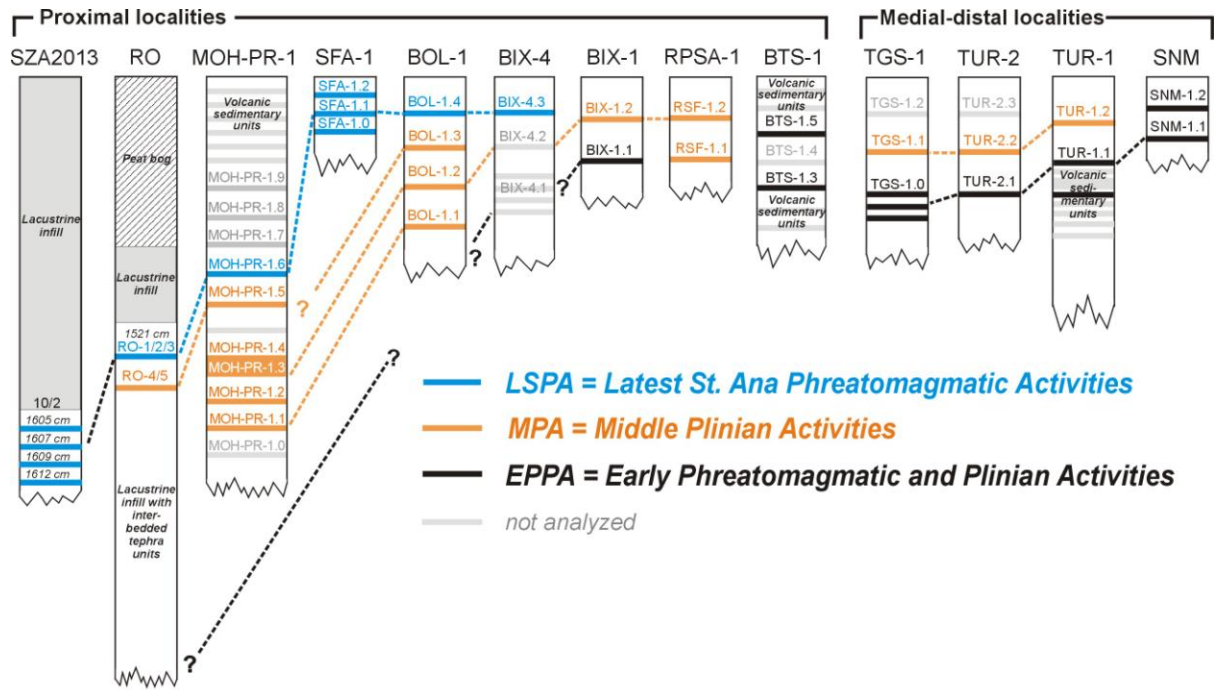 Proximal localities
Medial-distal localities
SZA2013
RO
MOH-PR-1
SFA-1
BOL-1
BIX-4
BIX-1
RPSA-1
BTS-1
TGS-1
TUR-2
TUR-1
SNM
Lacustrine
infill
10/2
1605 cm
1607 cm
1609 cm
1612 cm
Peat bog
Lacustrine
infill
1521 cm
RO-1/2/3
RO-4/5
Lacustrine
infill with
inter-
bedded
tephra
units
?
Volcanic
sedimentary
units
MOH-PR-1.9
MOH-PR-1.8
MOH-PR-1.7
MOH-PR-1.6
MOH-PR-1.5
MOH-PR-1.4
MOH-PR-1.3
MOH-PR-1.2
MOH-PR-1.1
MOH-PR-1.0
SFA-1.2
SFA-1.1
SFA-1.0
?
?
BOL-1.4
BOL-1.3
BOL-1.2
BOL-1.1
?
BIX-4.3
BIX-4.2
BIX-4.1
?
BIX-1.2
BIX-1.1
RSF-1.2
RSF-1.1
Volcanic
sedimentary
units
BTS-1.5
BTS-1.4
BTS-1.3
Volcanic
sedimentary
units
TGS-1.2
TGS-1.1
TGS-1.0
TUR-2.3
TUR-2.2
TUR-2.1
TUR-1.2
TUR-1.1
Volcanic
sedi-
mentary
units
SNM-1.2
SNM-1.1
LSPA = Latest St. Ana Phreatomagmatic Activities
MPA = Middle Plinian Activities
EPPA = Early Phreatomagmatic and Plinian Activities
not analyzed